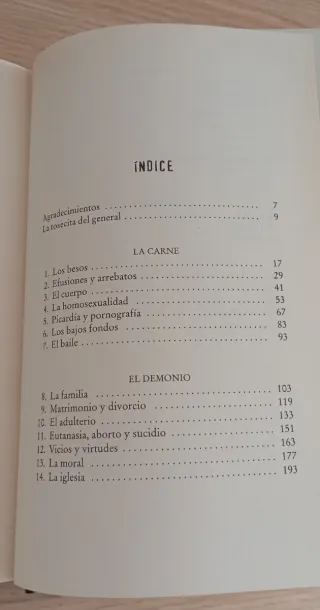 ÍNDICE
Agradecimientos ........................ 7
La tosecita del general ........................ 9
LA CARNE
1. Los besos ........................ 17
2. Efusiones y arrebatos ........................ 29
3. El cuerpo ........................ 41
4. La homosexualidad ........................ 53
5. Picardía y pornografía ........................ 67
6. Los bajos fondos ........................ 83
7. El baile ........................ 93
EL DEMONIO
8. La familia ........................ 103
9. Matrimonio y divorcio ........................ 119
10. El adulterio ........................ 133
11. Eutanasia, aborto y sucidio ........................ 151
12. Vicios y virtudes ........................ 163
13. La moral ........................ 177
14. La iglesia ........................ 193